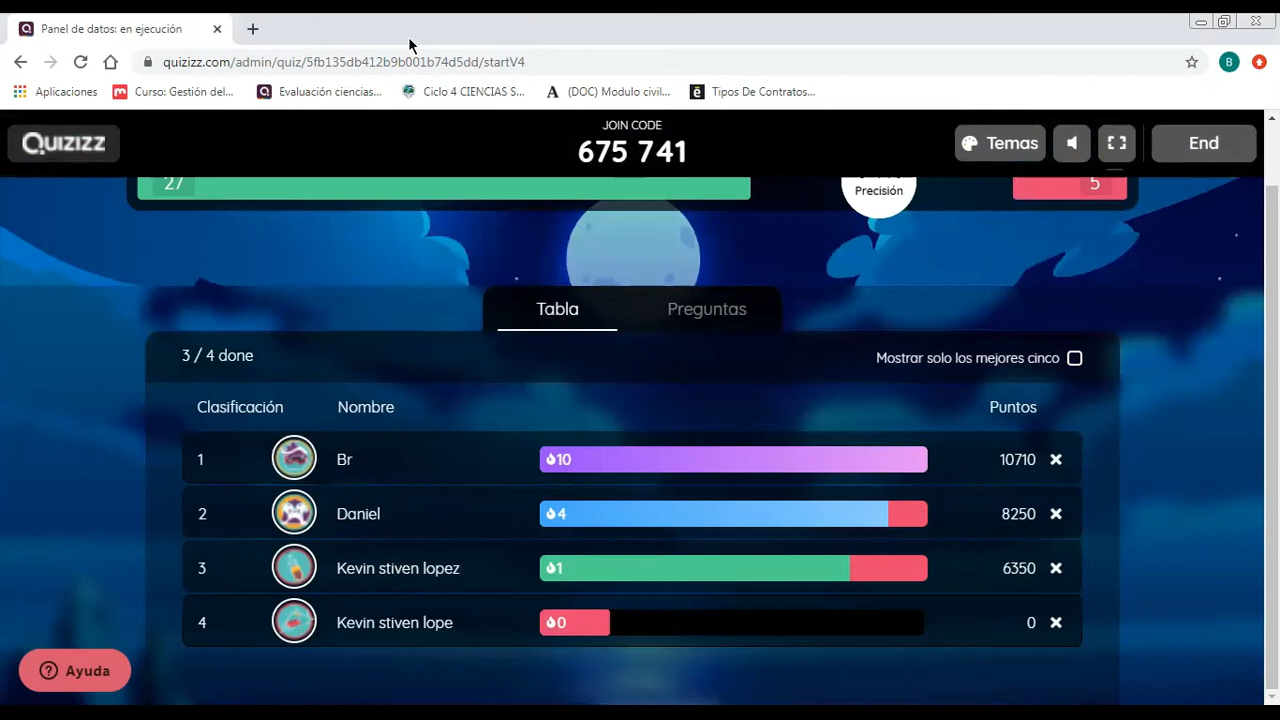 Panel de datos: en ejecución
quizizz.com/admin/quiz/5fb135db412b9b001b74d5dd/startV4
B
Aplicaciones
Curso: Gestión del...
Evaluación ciencias...
Ciclo 4 CIENCIAS S...
(DOC) Modulo civil...
Tipos De Contratos...
Quizizz
JOIN CODE
675 741
Temas
End
27
Precisión
5
Tabla
Preguntas
3 / 4 done
Mostrar solo los mejores cinco
Clasificación
Nombre
Puntos
1
Br
10
10710
2
Daniel
4
8250
3
Kevin stiven lopez
1
6350
4
Kevin stiven lope
0
0
Ayuda